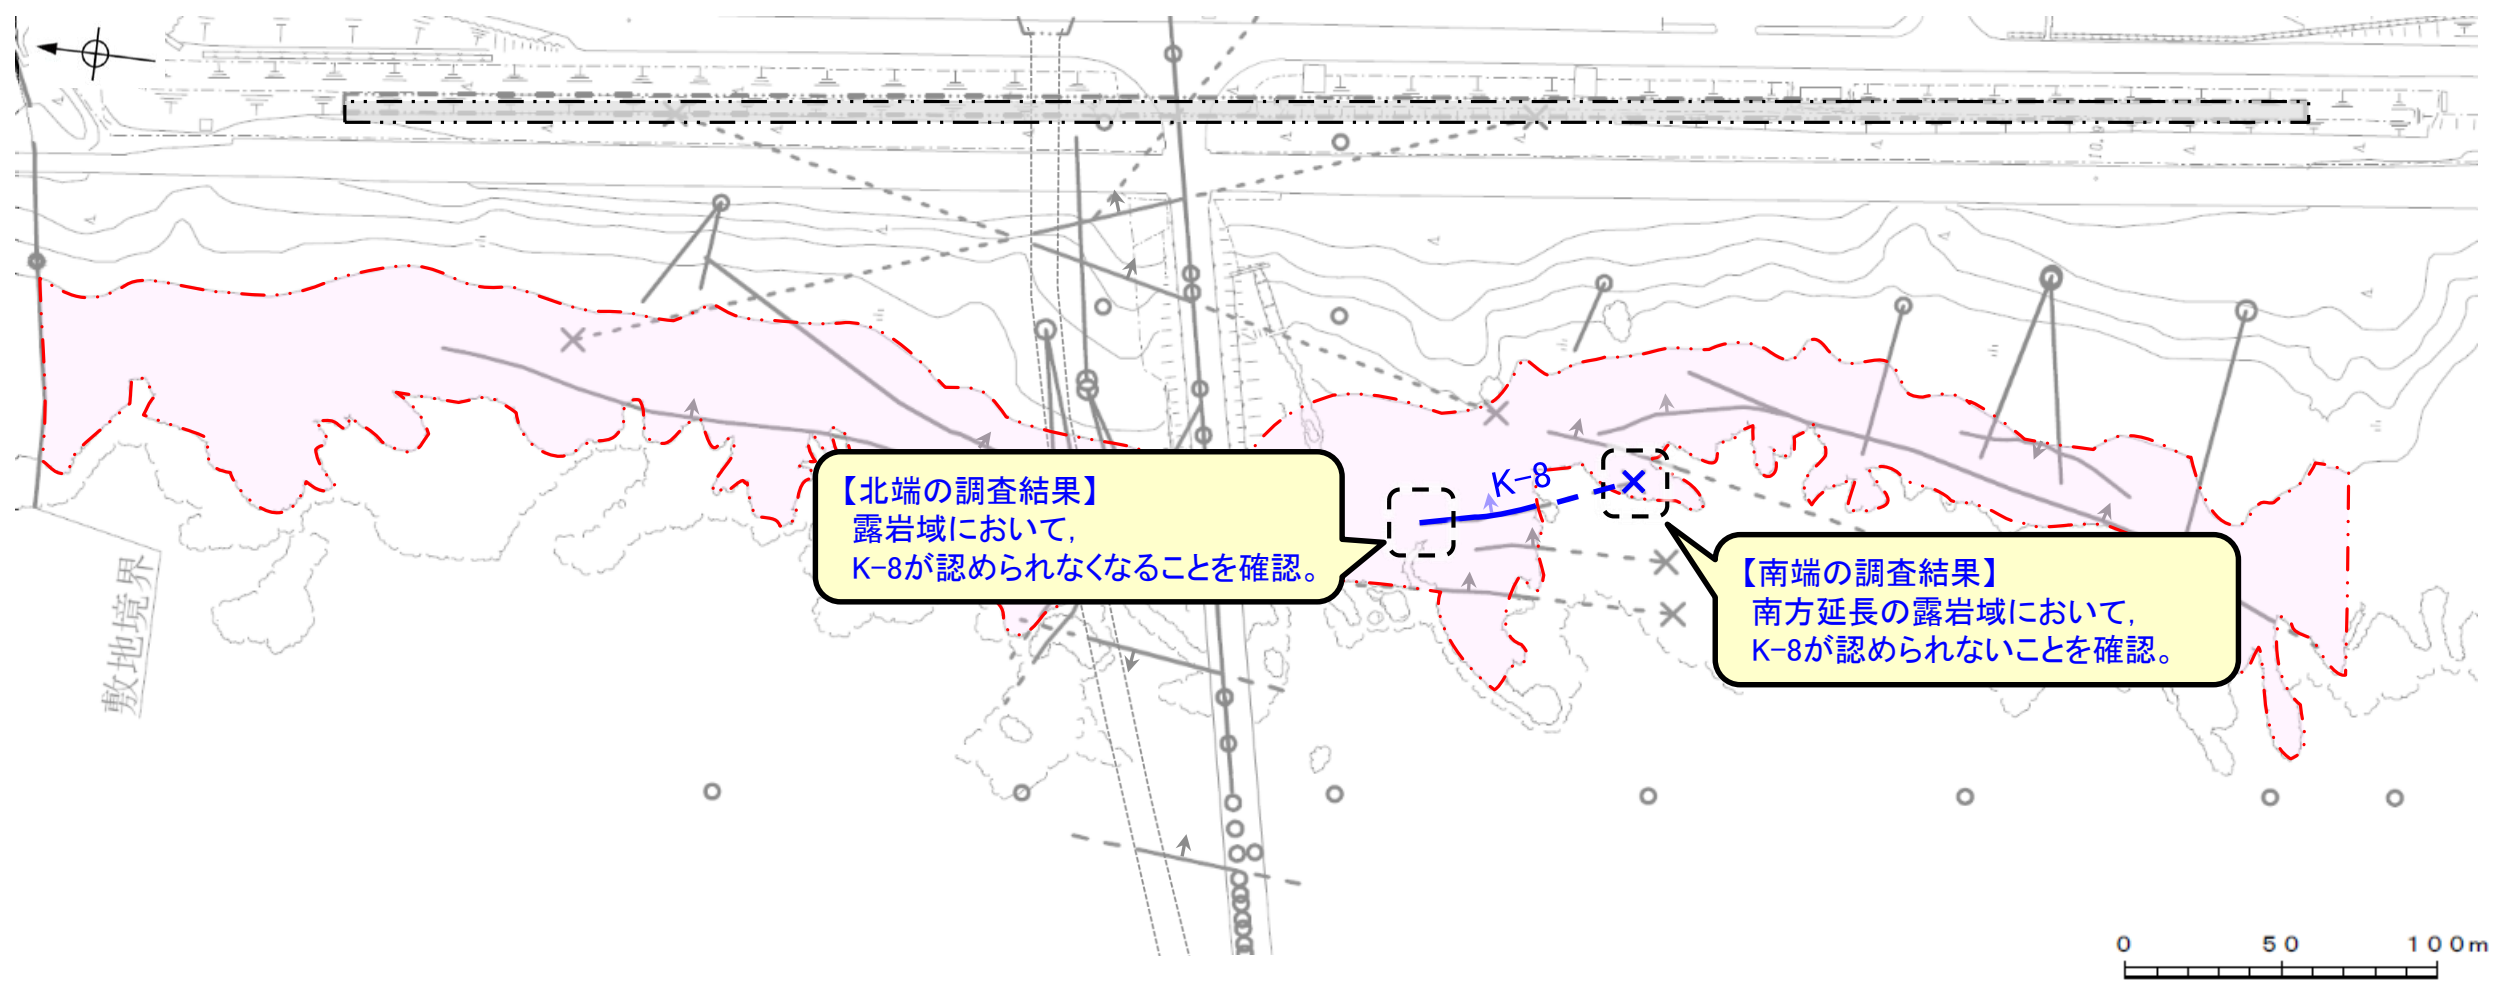 10.9
K-8
【北端の調査結果】
露岩域において,
K-8が認められなくなることを確認。
【南端の調査結果】
南方延長の露岩域において,
K-8が認められないことを確認。
敷地境界
0 50 100m